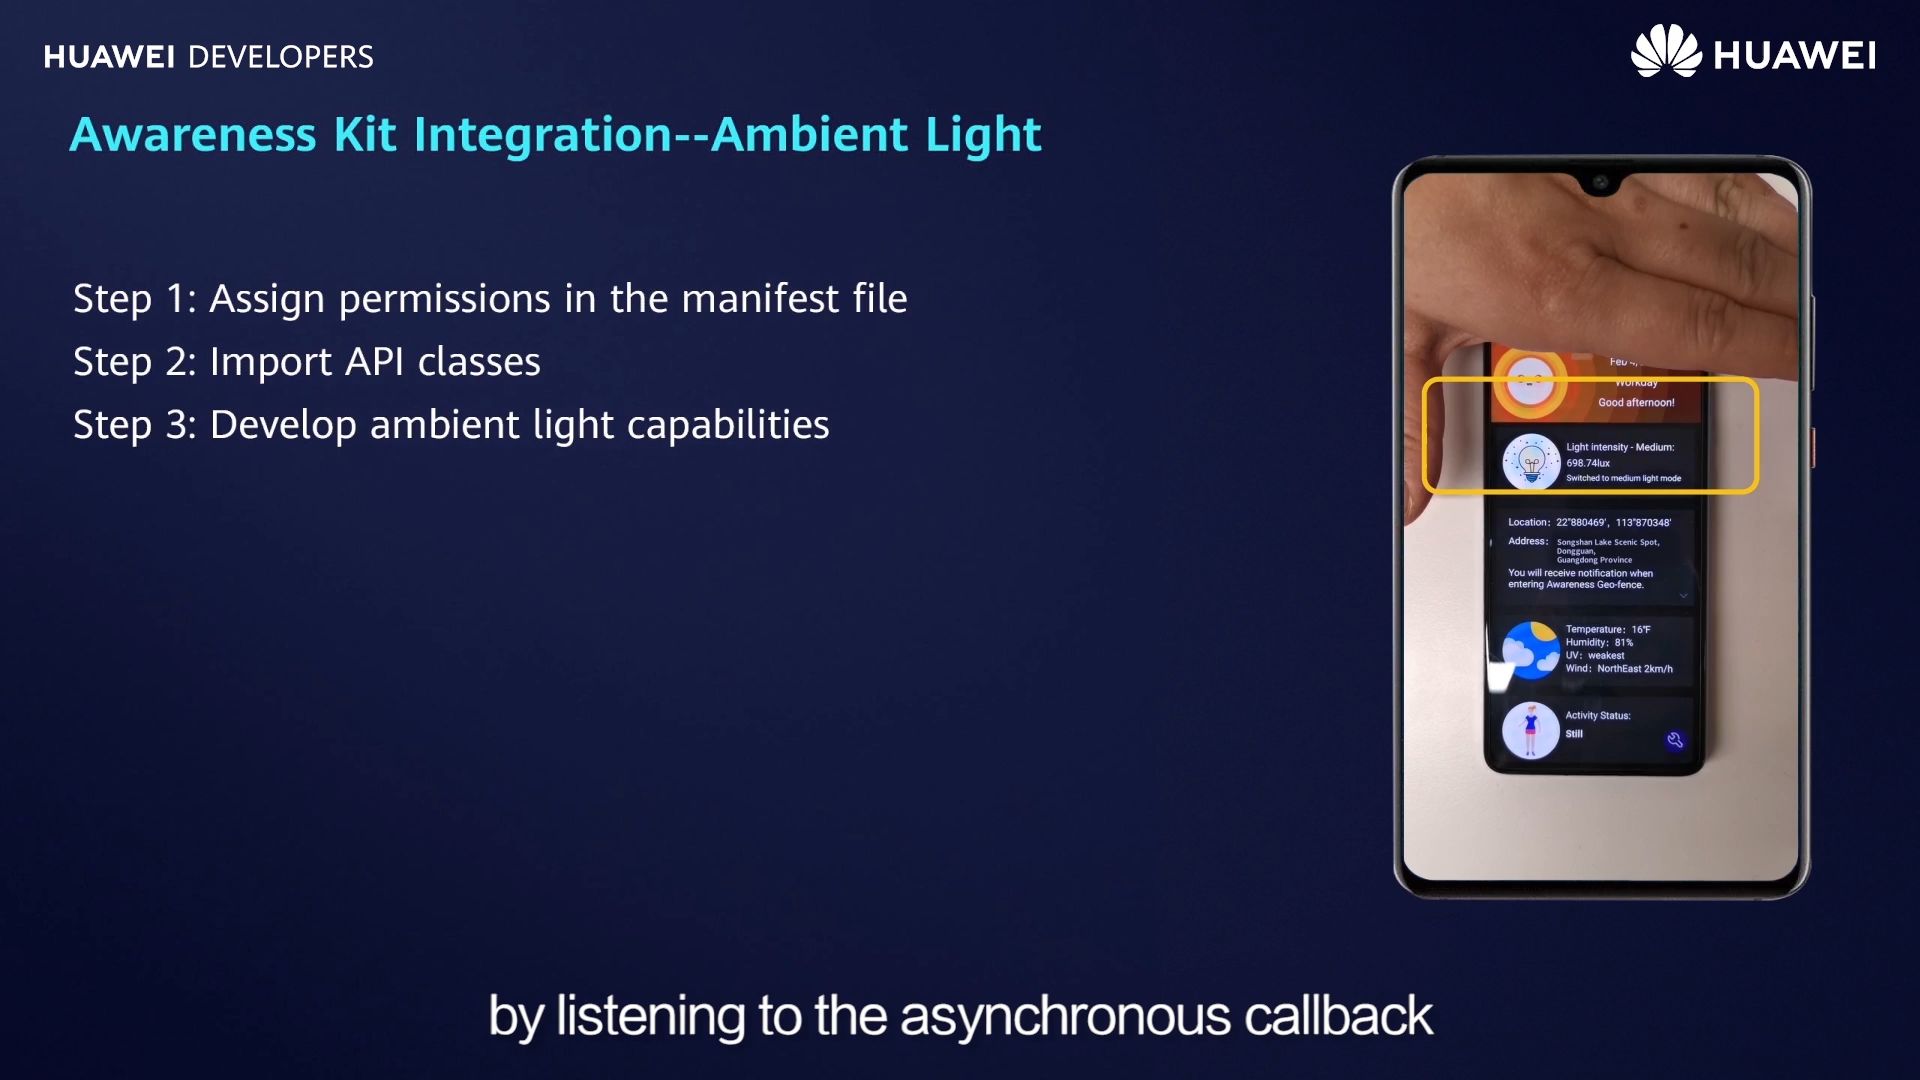 HUAWEI DEVELOPERS
HUAWEI
Awareness Kit Integration--Ambient Light
Step 1: Assign permissions in the manifest file
Step 2: Import API classes
Step 3: Develop ambient light capabilities
Feb 4,
Workday
Good afternoon!
Light intensity - Medium:
698.74lux
Switched to medium light mode
Location: 22°880469', 113°870348'
Address: Songshan Lake Scenic Spot,
Dongguan,
Guangdong Province
You will receive notification when
entering Awareness Geo-fence.
Temperature: 16°F
Humidity: 81%
UV: weakest
Wind: NorthEast 2km/h
Activity Status:
Still
by listening to the asynchronous callback